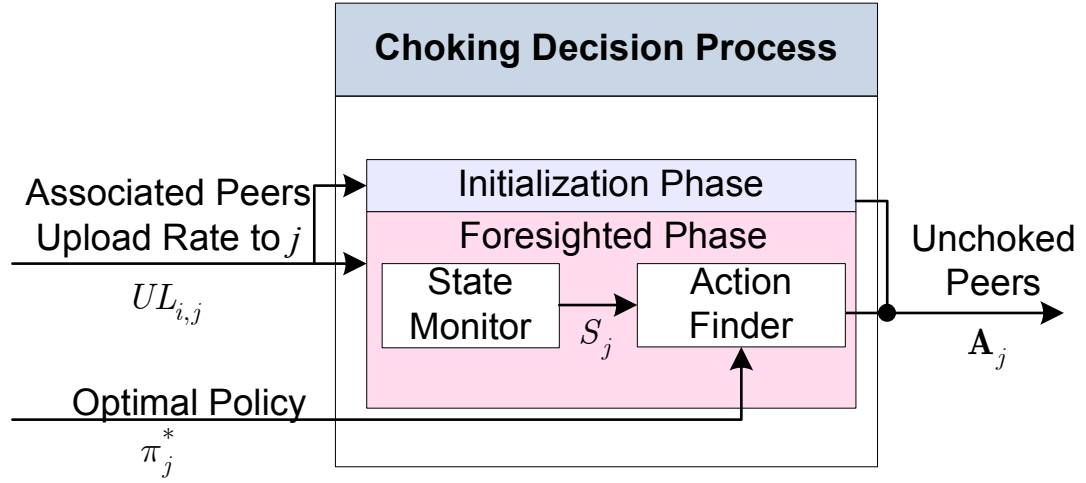 Choking Decision Process
Initialization Phase
Associated Peers
Upload Rate to j
UL_{i,j}
Foresighted Phase
State
Monitor
S_j
Action
Finder
Unchoked
Peers
A_j
Optimal Policy
π_j^*